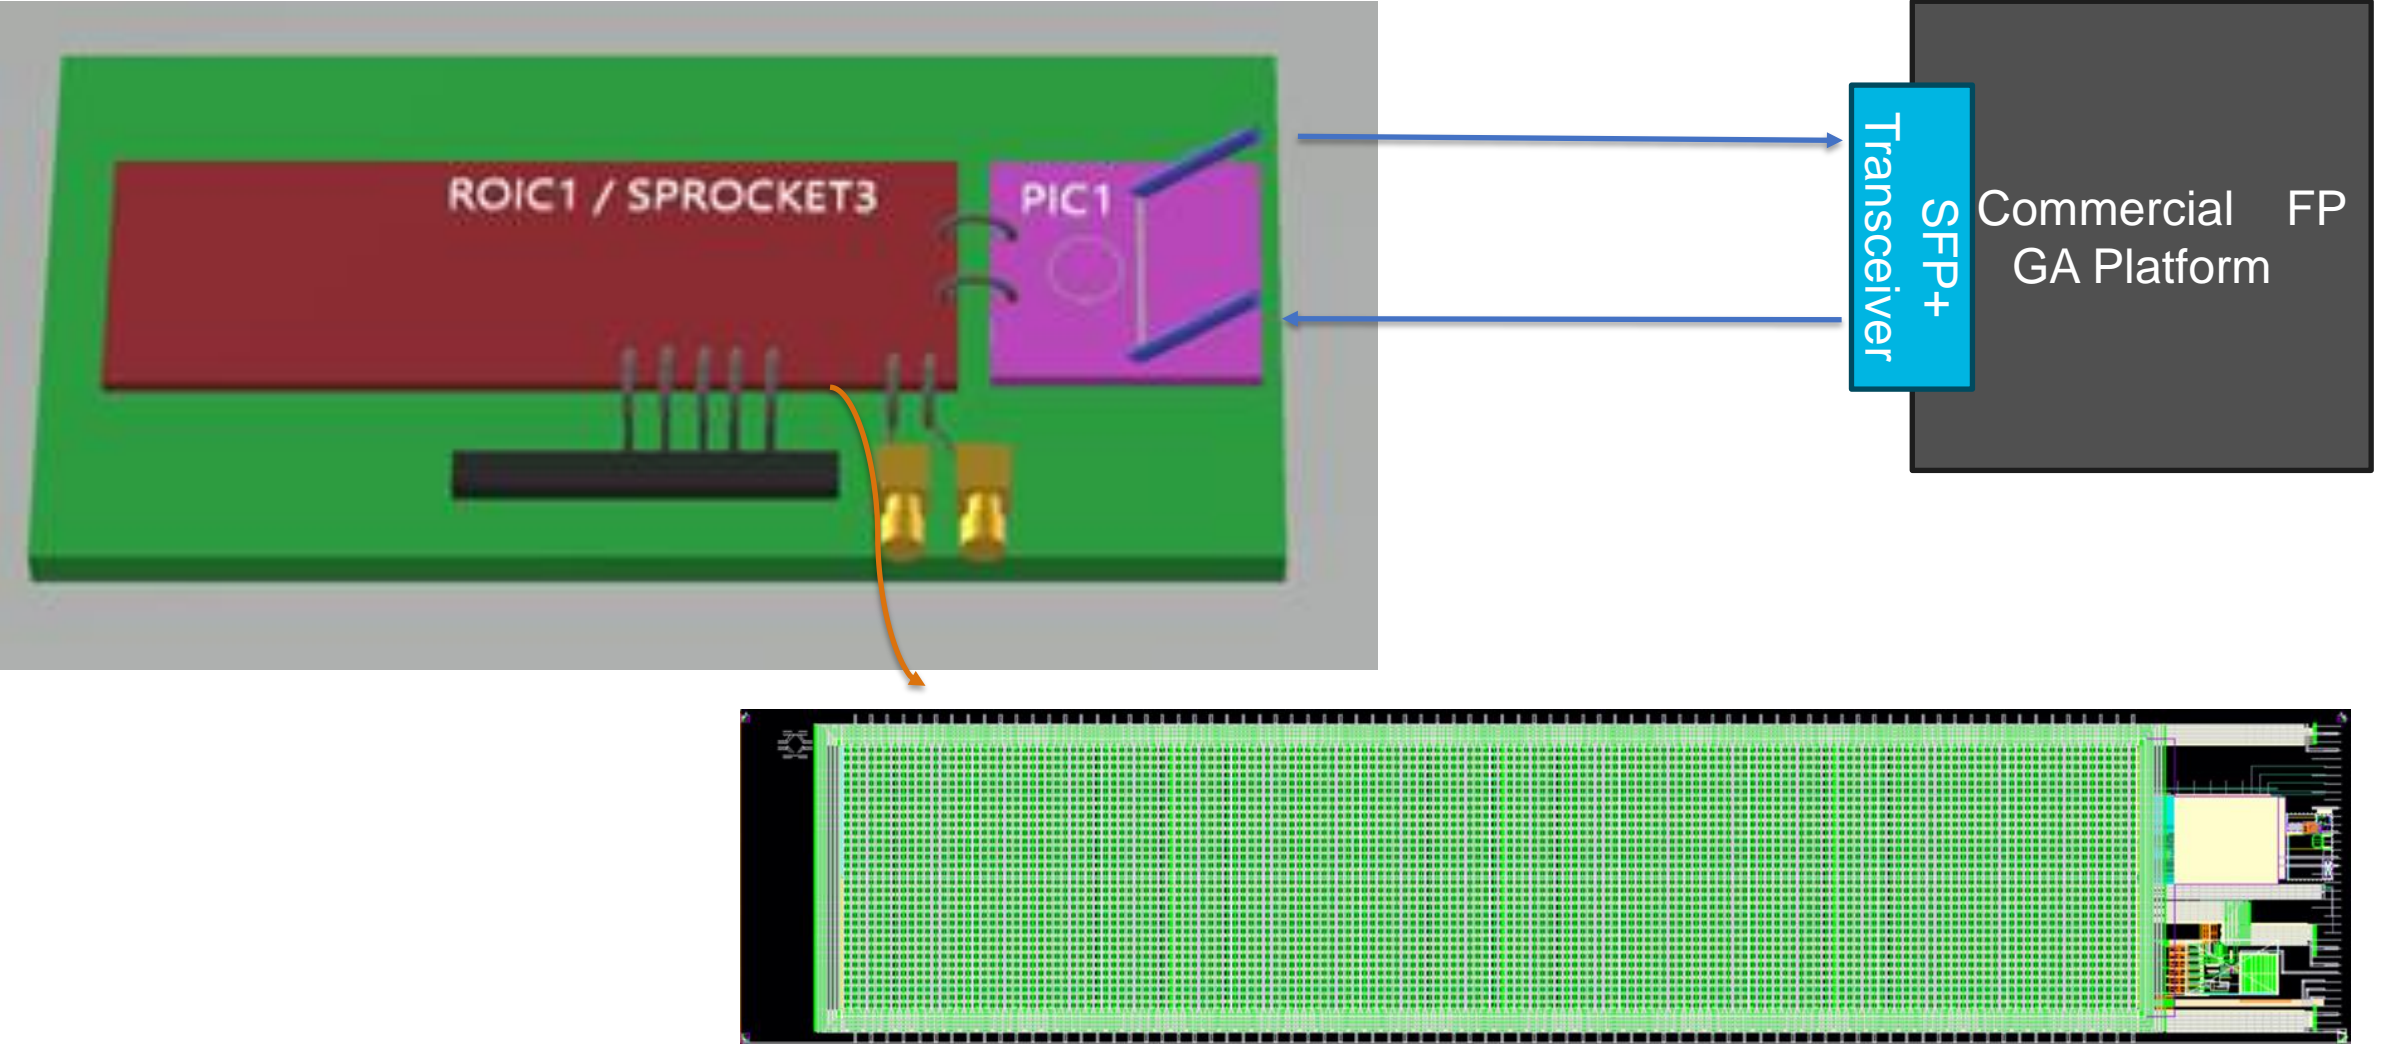 ROIC1 / SPROCKET3
PIC1
SFP+
Transceiver
Commercial FP
GA Platform